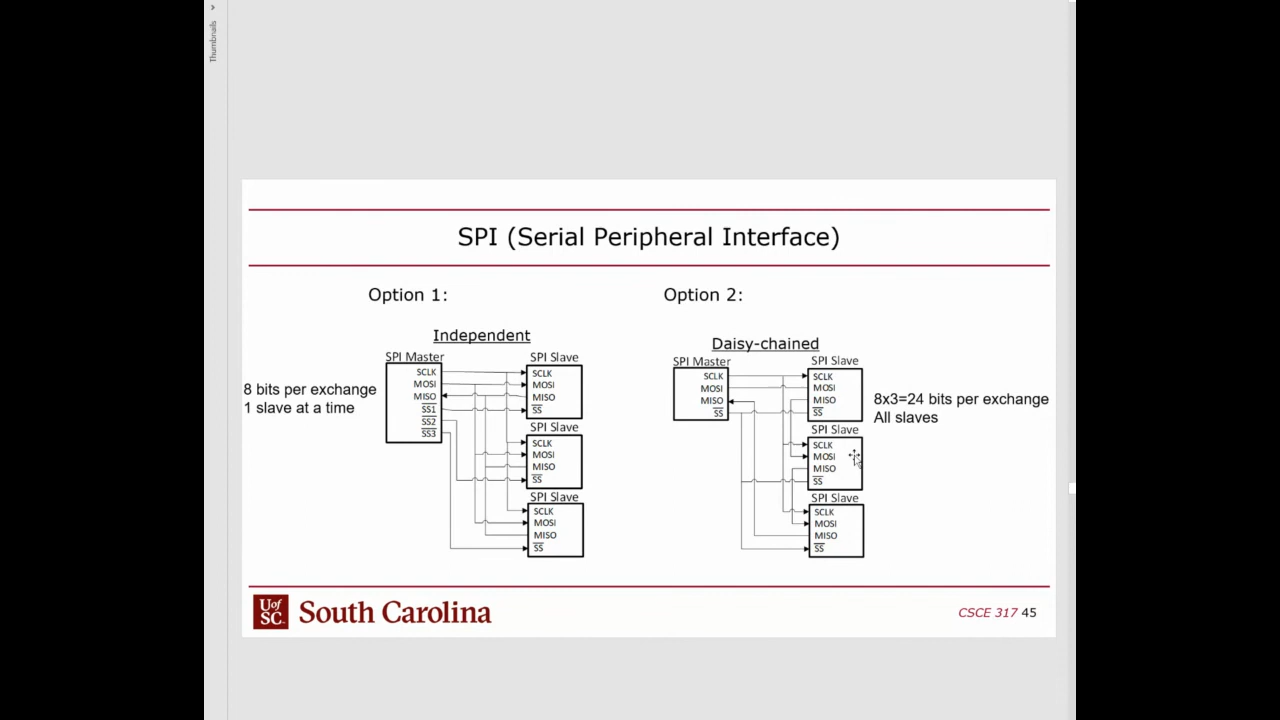 Thumbnails
SPI (Serial Peripheral Interface)
Option 1:
Option 2:
Independent
Daisy-chained
8 bits per exchange
1 slave at a time
SPI Master
SCLK
MOSI
MISO
SS1
SS2
SS3
SPI Slave
SCLK
MOSI
MISO
SS
SPI Slave
SCLK
MOSI
MISO
SS
SPI Slave
SCLK
MOSI
MISO
SS
SPI Master
SCLK
MOSI
MISO
SS
SPI Slave
SCLK
MOSI
MISO
SS
SPI Slave
SCLK
MOSI
MISO
SS
SPI Slave
SCLK
MOSI
MISO
SS
8x3=24 bits per exchange
All slaves
UofSC
South Carolina
CSCE 317 45